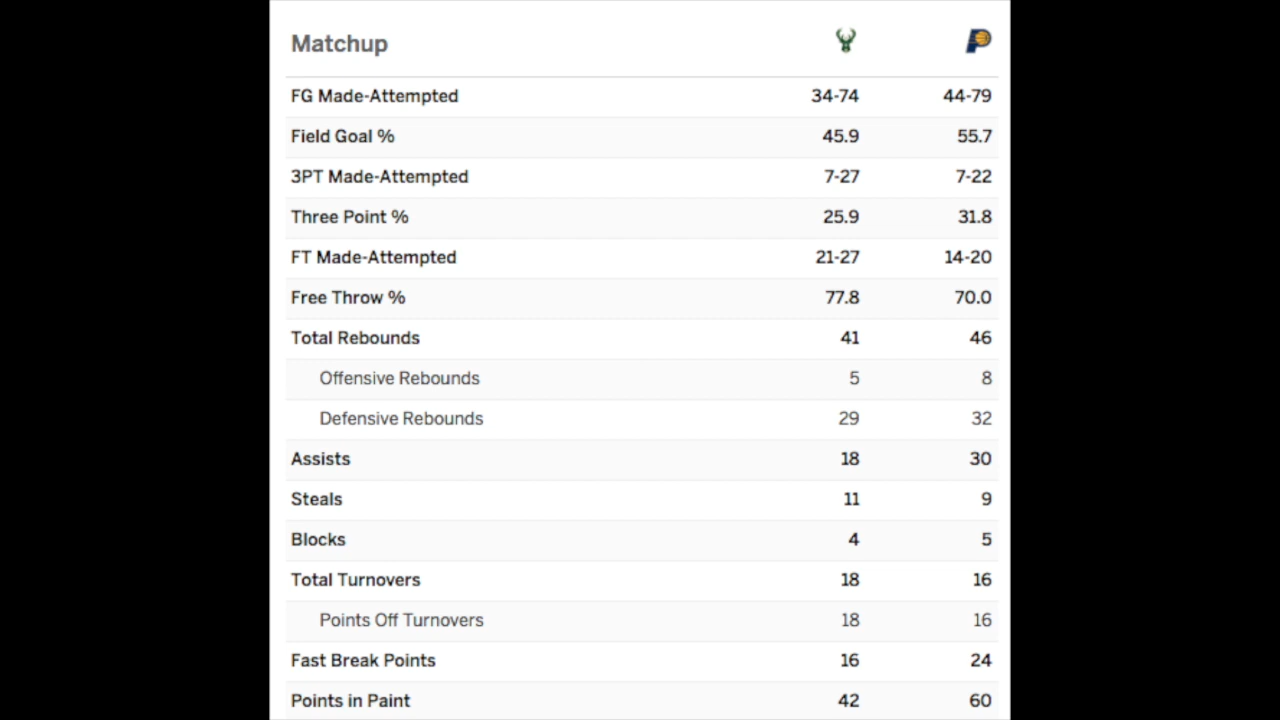 Matchup
FG Made-Attempted 34-74 44-79
Field Goal % 45.9 55.7
3PT Made-Attempted 7-27 7-22
Three Point % 25.9 31.8
FT Made-Attempted 21-27 14-20
Free Throw % 77.8 70.0
Total Rebounds 41 46
Offensive Rebounds 5 8
Defensive Rebounds 29 32
Assists 18 30
Steals 11 9
Blocks 4 5
Total Turnovers 18 16
Points Off Turnovers 18 16
Fast Break Points 16 24
Points in Paint 42 60